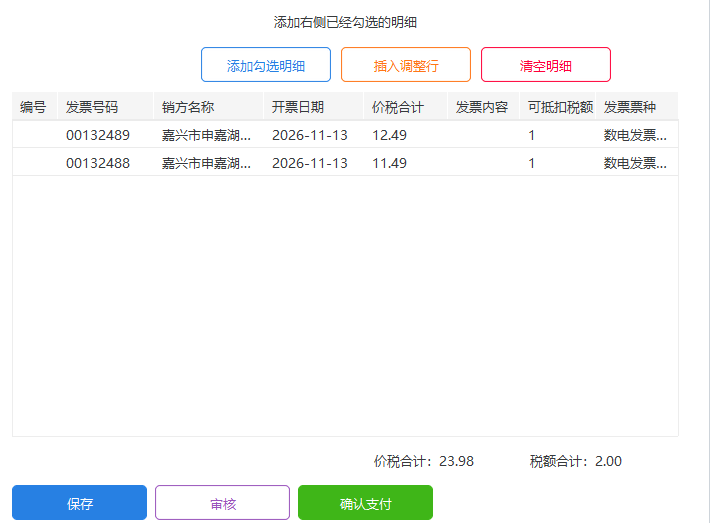 添加右侧已经勾选的明细
添加勾选明细 插入调整行 清空明细
编号 发票号码 销方名称 开票日期 价税合计 发票内容 可抵扣税额 发票票种
00132489 嘉兴市申嘉湖... 2026-11-13 12.49 1 数电发票...
00132488 嘉兴市申嘉湖... 2026-11-13 11.49 1 数电发票...
价税合计：23.98 税额合计：2.00
保存 审核 确认支付